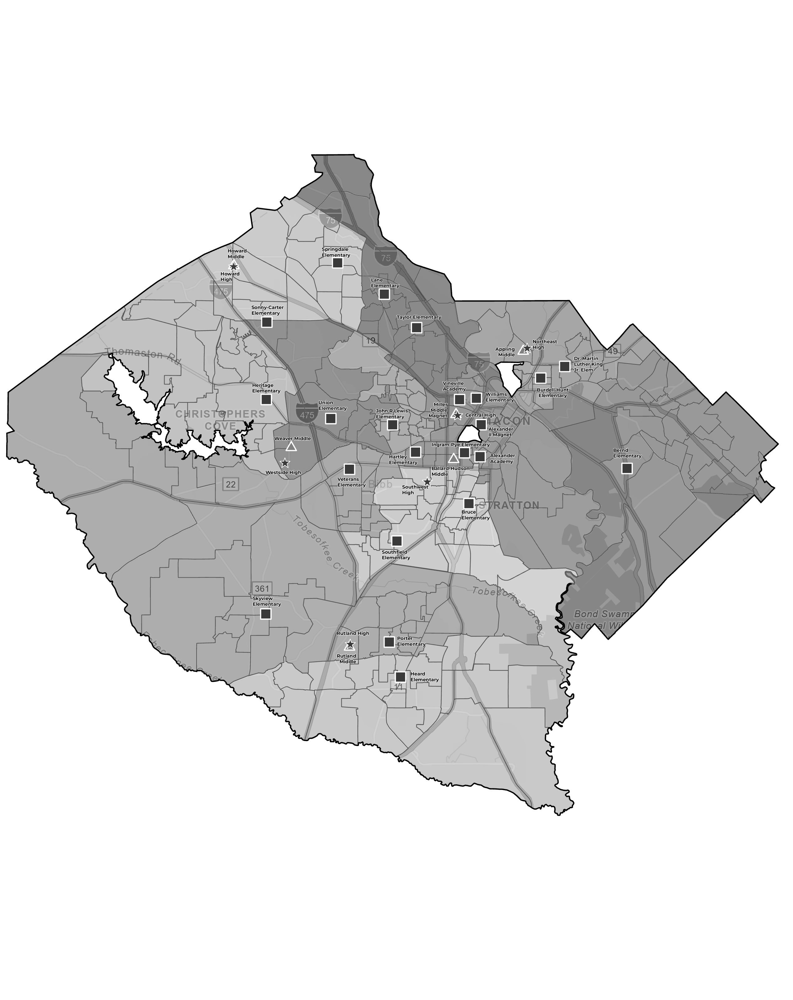 75
Howard
Middle
Springdale
Elementary
75
Howard
High
Lane
Elementary
475
Sonny-Carter
Elementary
Taylor Elementary
19
Northeast
High
Appling
Middle
49
Thomaston Rd
Dr. Martin
Luther King
Jr. Elem
75
Vineville
Academy
Heritage
Elementary
Burdell-Hunt
Elementary
Williams
Elementary
Union
Elementary
Miller
Middle
Magnet
John R Lewis
Elementary
475
CHRISTOPHERS
COVE
Central High
MACON
Alexander
II Magnet
Weaver Middle
Ingram-Pye Elementary
Bernd
Elementary
Hartley
Elementary
Alexander
Academy
Westside High
Ballard-Hudson
Middle
Veterans
Elementary
Bibb
22
Southwest
High
STRATTON
Bruce
Elementary
Tobesofkee Creek
Southfield
Elementary
361
Tobesofkee Creek
Skyview
Elementary
Bond Swamp
National Wil
Rutland High
Porter
Elementary
Rutland
Middle
Heard
Elementary
11